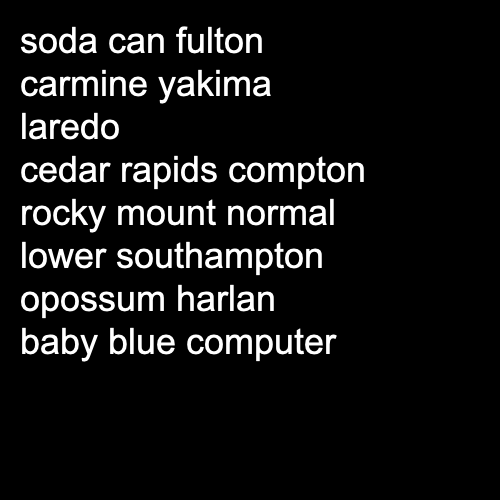 soda can fulton
carmine yakima
laredo
cedar rapids compton
rocky mount normal
lower southampton
opossum harlan
baby blue computer